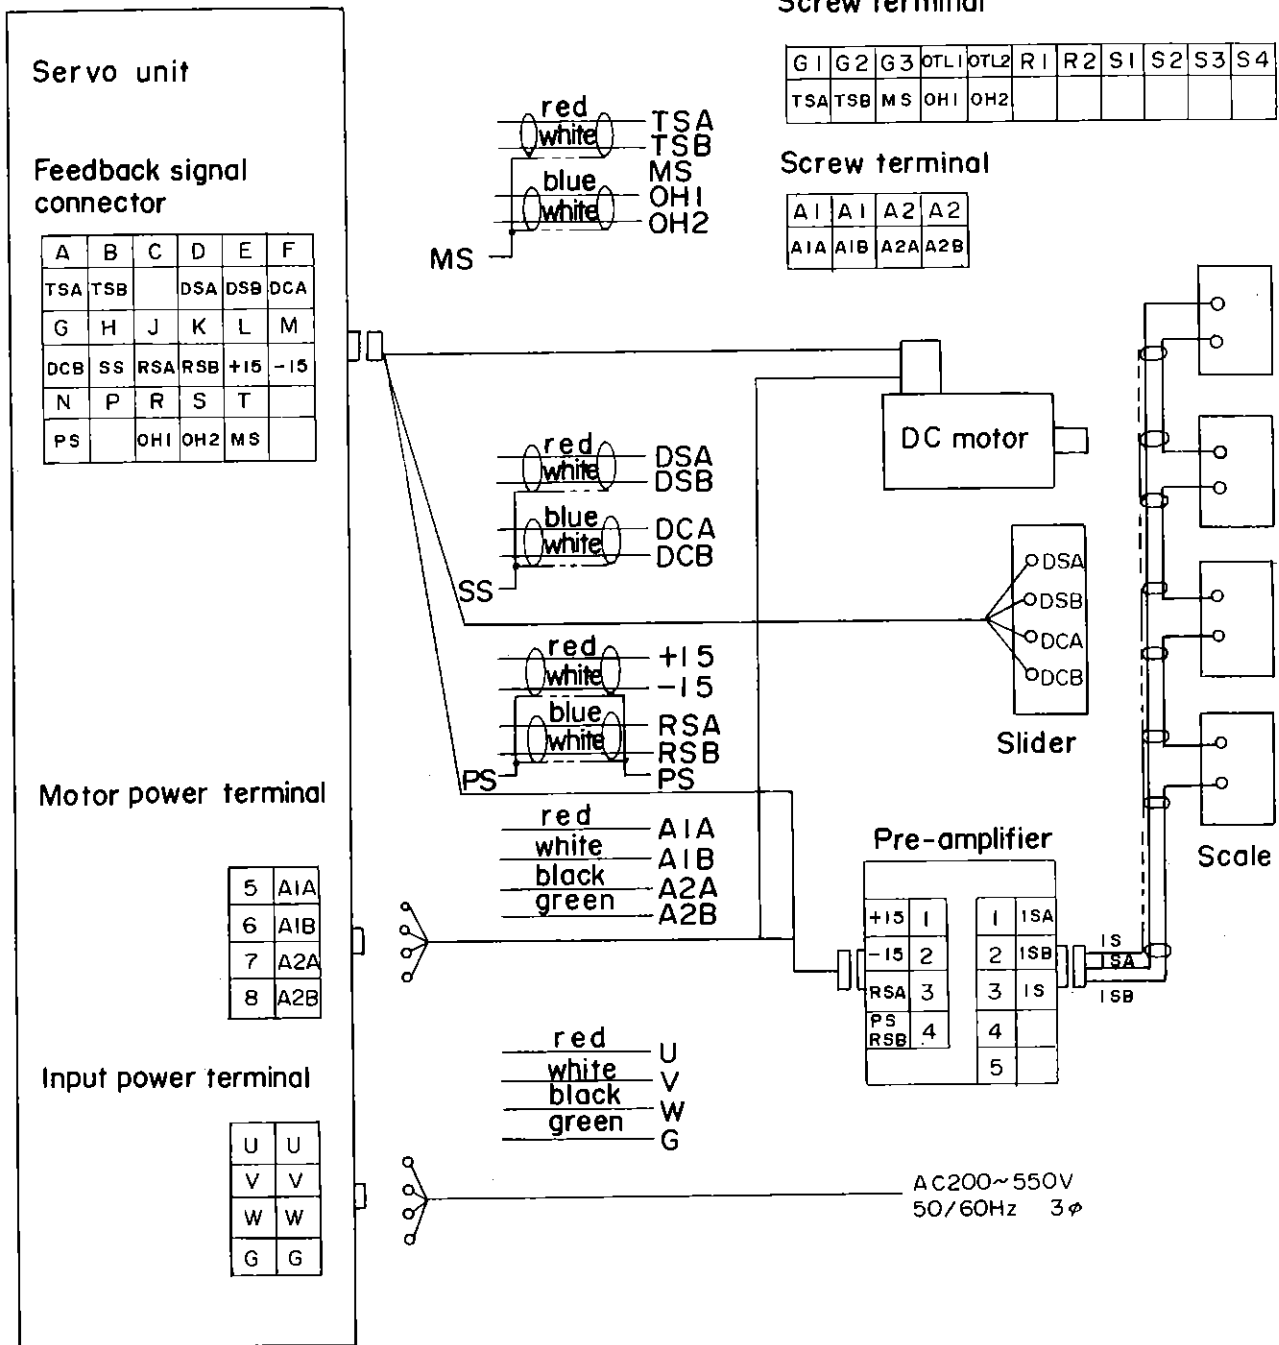 Screw terminal
G1 G2 G3 OTL1 OTL2 R1 R2 S1 S2 S3 S4
TSA TSB MS OH1 OH2
Screw terminal
A1 A1 A2 A2
A1A A1B A2A A2B
Servo unit
Feedback signal
connector
A B C D E F
TSA TSB DSA DSB DCA
G H J K L M
DCB SS RSA RSB +15 -15
N P R S T
PS OH1 OH2 MS
red TSA
white TSB
MS
blue OH1
white OH2
MS
DC motor
red DSA
white DSB
blue DCA
white DCB
SS
DSA
DSB
DCA
DCB
Slider
red +15
white -15
blue RSA
white RSB
PS PS
Motor power terminal
5 A1A
6 A1B
7 A2A
8 A2B
red A1A
white A1B
black A2A
green A2B
Pre-amplifier
+15 1 1 1SA
-15 2 2 1SB
RSA 3 3 1S
PS
RSB 4 4
5
1S
1SA
1SB
Scale
Input power terminal
U U
V V
W W
G G
red U
white V
black W
green G
AC200~550V
50/60Hz 3φ